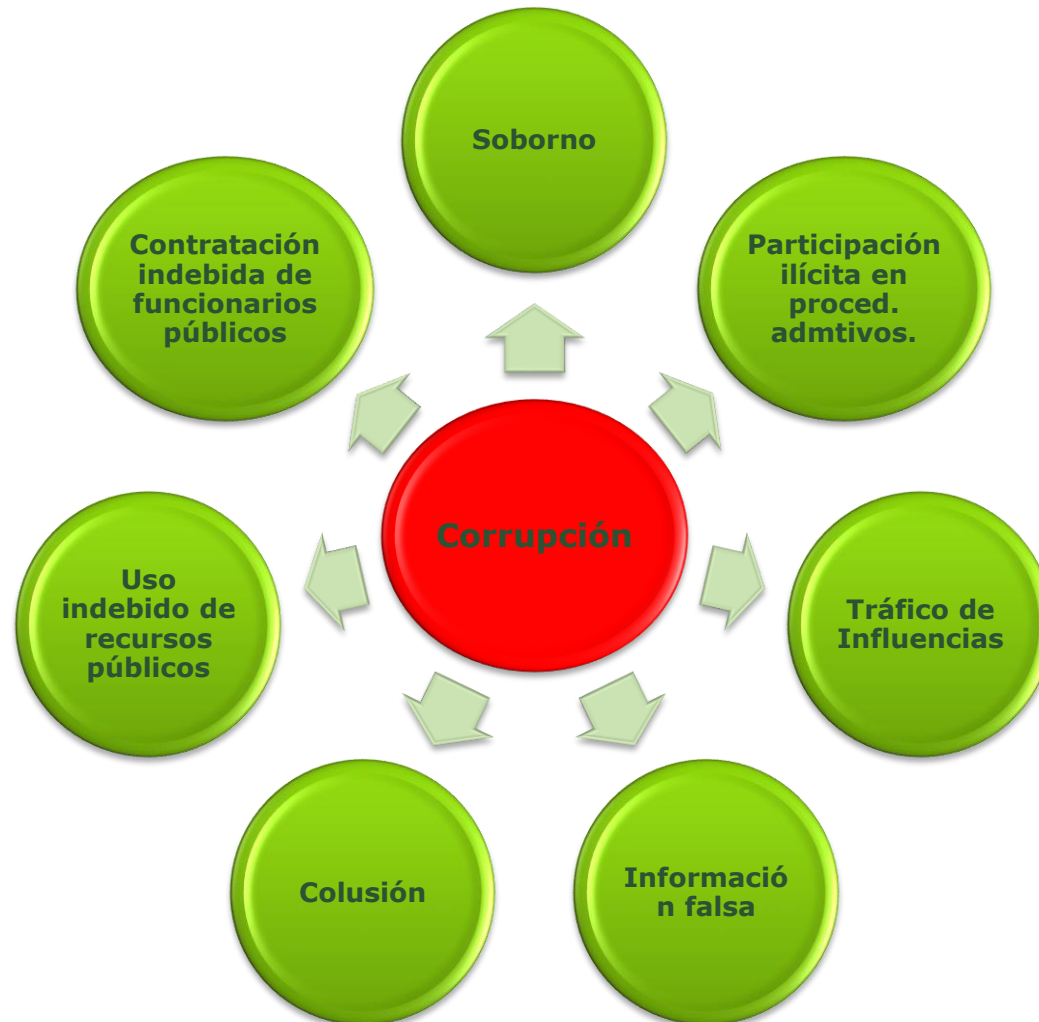 Soborno
Participación
ilícita en
proced.
admtivos.
Tráfico de
Influencias
Informació
n falsa
Colusión
Uso
indebido de
recursos
públicos
Contratación
indebida de
funcionarios
públicos
Corrupción